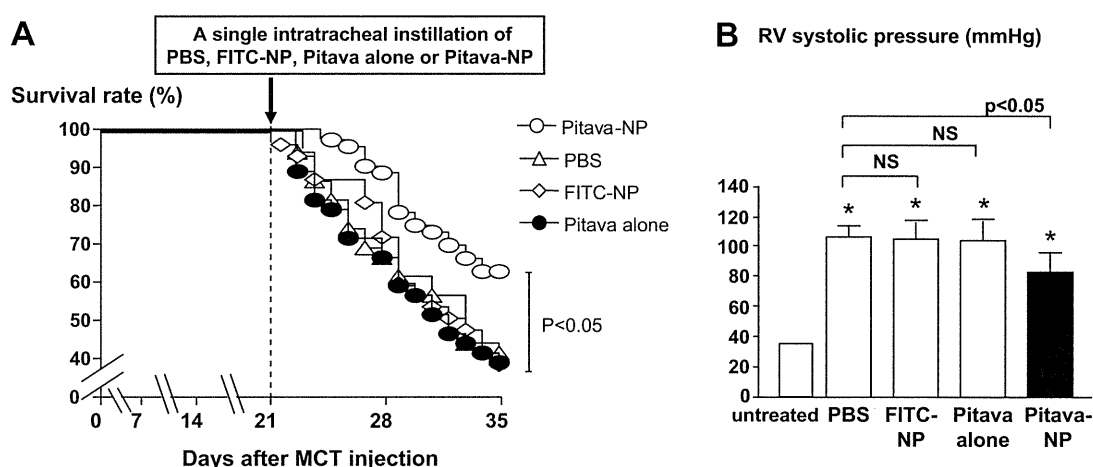 A
A single intratracheal instillation of
PBS, FITC-NP, Pitava alone or Pitava-NP
Survival rate (%)
100
90
80
70
60
50
40
0
0
7
14
21
28
35
Days after MCT injection
Pitava-NP
PBS
FITC-NP
Pitava alone
P<0.05
B
RV systolic pressure (mmHg)
p<0.05
NS
NS
140
120
100
80
60
40
20
0
*
*
*
*
untreated
PBS
FITC-
NP
Pitava
alone
Pitava-
NP